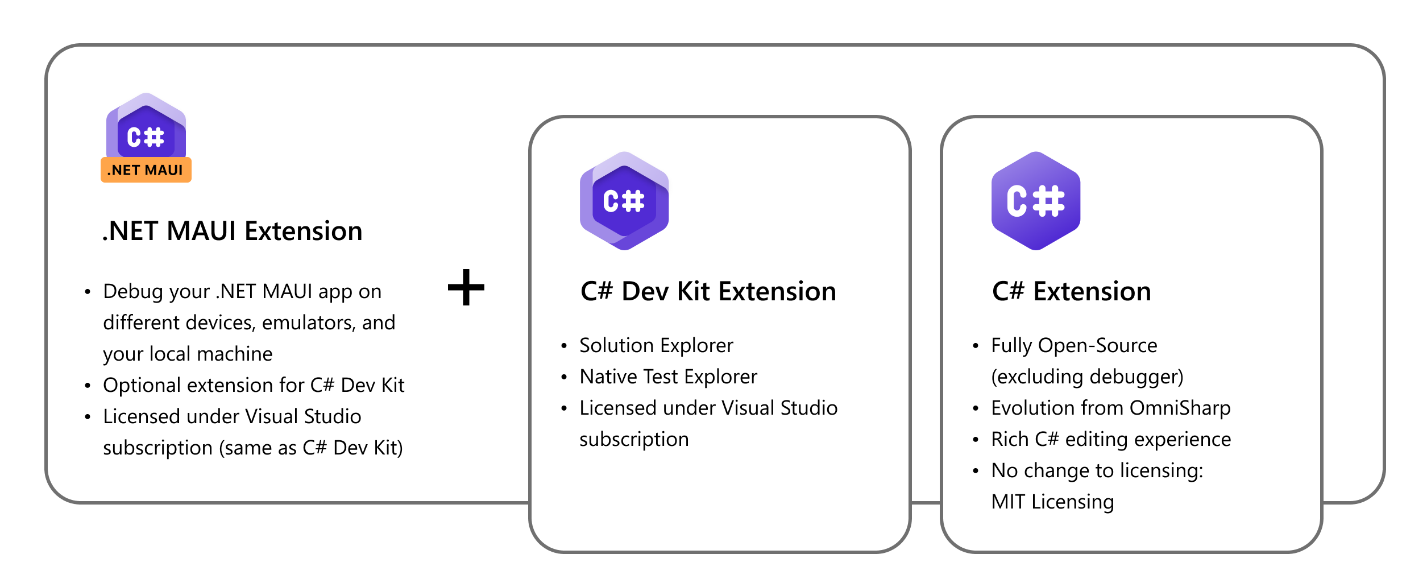 C#
.NET MAUI
.NET MAUI Extension
• Debug your .NET MAUI app on
different devices, emulators, and
your local machine
• Optional extension for C# Dev Kit
• Licensed under Visual Studio
subscription (same as C# Dev Kit)
+
C#
C# Dev Kit Extension
• Solution Explorer
• Native Test Explorer
• Licensed under Visual Studio
subscription
C#
C# Extension
• Fully Open-Source
(excluding debugger)
• Evolution from OmniSharp
• Rich C# editing experience
• No change to licensing:
MIT Licensing